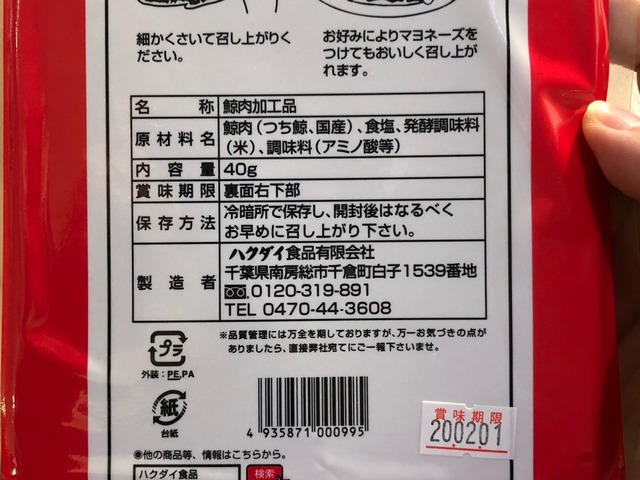 細かくさいて召し上がりく
ださい。
お好みによりマヨネーズを
つけてもおいしく召し上が
れます。
名 称 鯨肉加工品
原材料名 鯨肉(つち鯨、国産)、食塩、発酵調味料
(米)、調味料(アミノ酸等)
内容量 40g
賞味期限 裏面右下部
保存方法 冷暗所で保存し、開封後はなるべく
お早めに召し上がり下さい。
製造者 ハクダイ食品有限会社
千葉県南房総市千倉町白子1539番地
0120-319-891
TEL 0470-44-3608
※品質管理には万全を期しておりますが、万一お気づきの点が
ありましたら、直接弊社宛てにご一報下さいませ。
プラ
外装:PE,PA
紙
台紙
4 935871 000995
賞味期限
200201
●他の商品等、情報はこちらから。
ハクダイ食品 検索